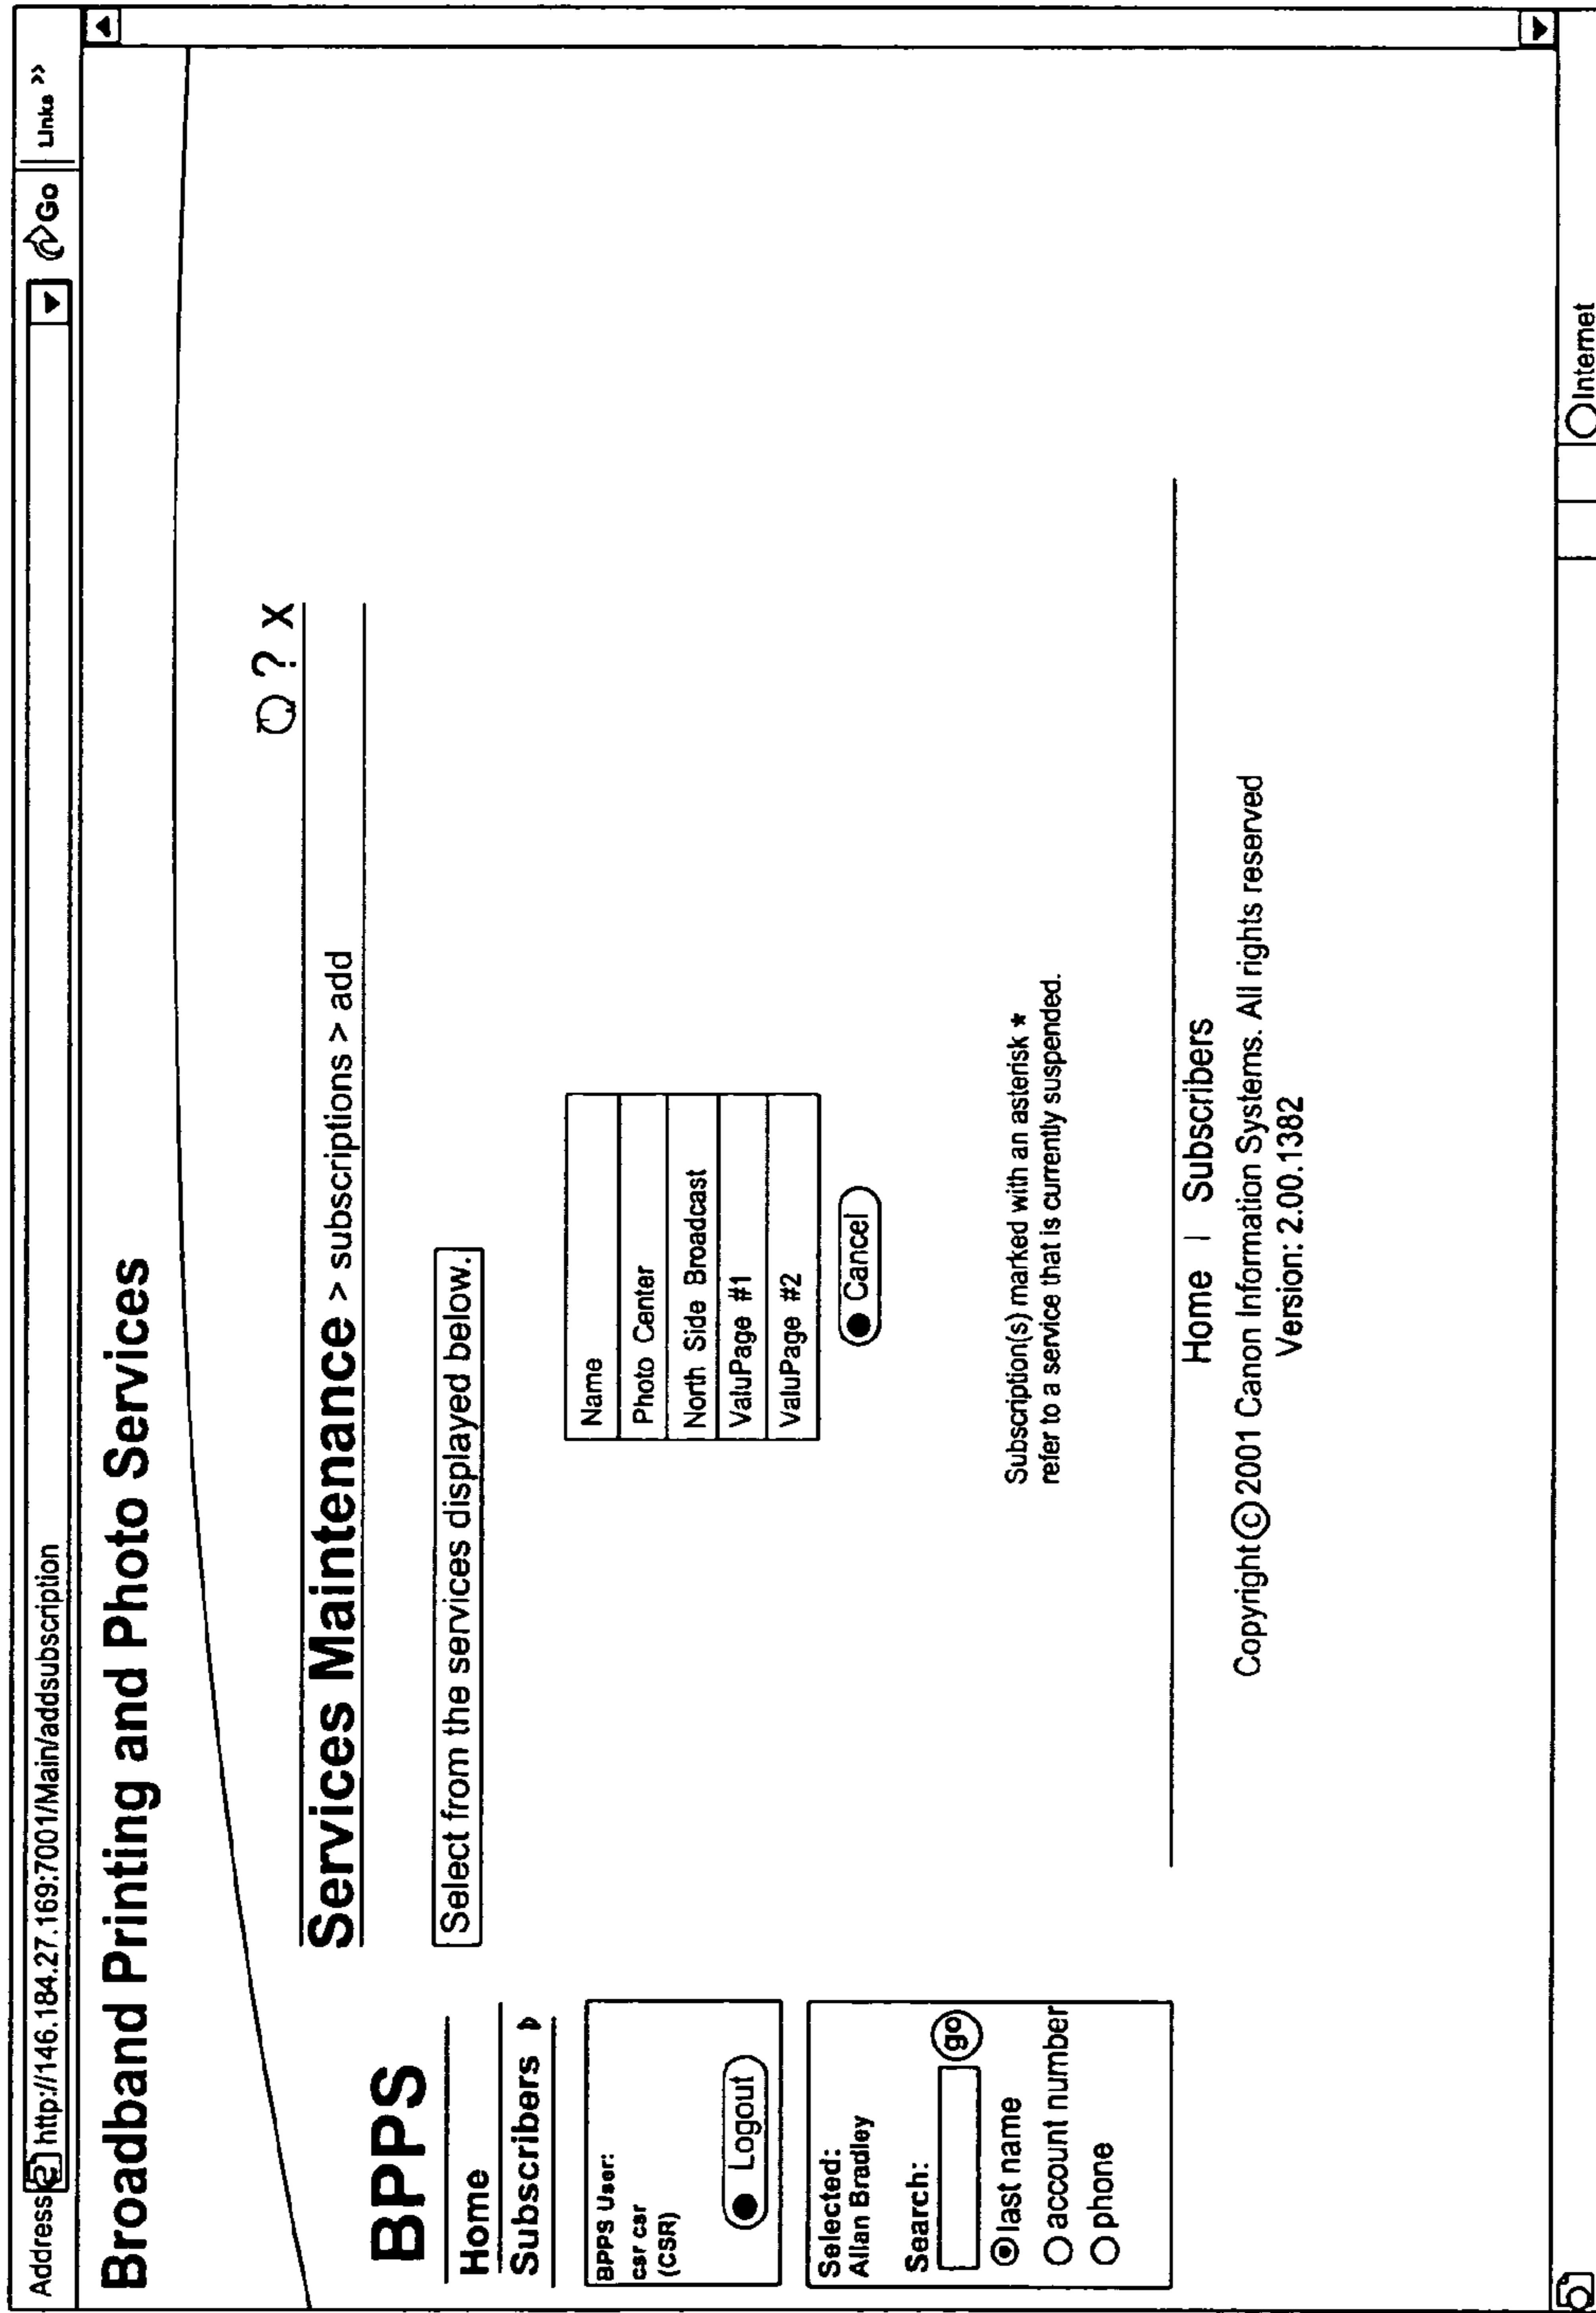 Address http://146.184.27.169:7001/Main/addsubscription Go Links »
Broadband Printing and Photo Services
? x
Services Maintenance > subscriptions > add
BPPS
Home
Subscribers
BPPS User:
csr csr
(CSR)
Logout
Selected:
Allan Bradley
Search:
go
last name
account number
phone
Select from the services displayed below.
Name
Photo Center
North Side Broadcast
ValuPage #1
ValuPage #2
Cancel
Subscription(s) marked with an asterisk *
refer to a service that is currently suspended.
Home | Subscribers
Copyright © 2001 Canon Information Systems. All rights reserved
Version: 2.00.1382
Internet